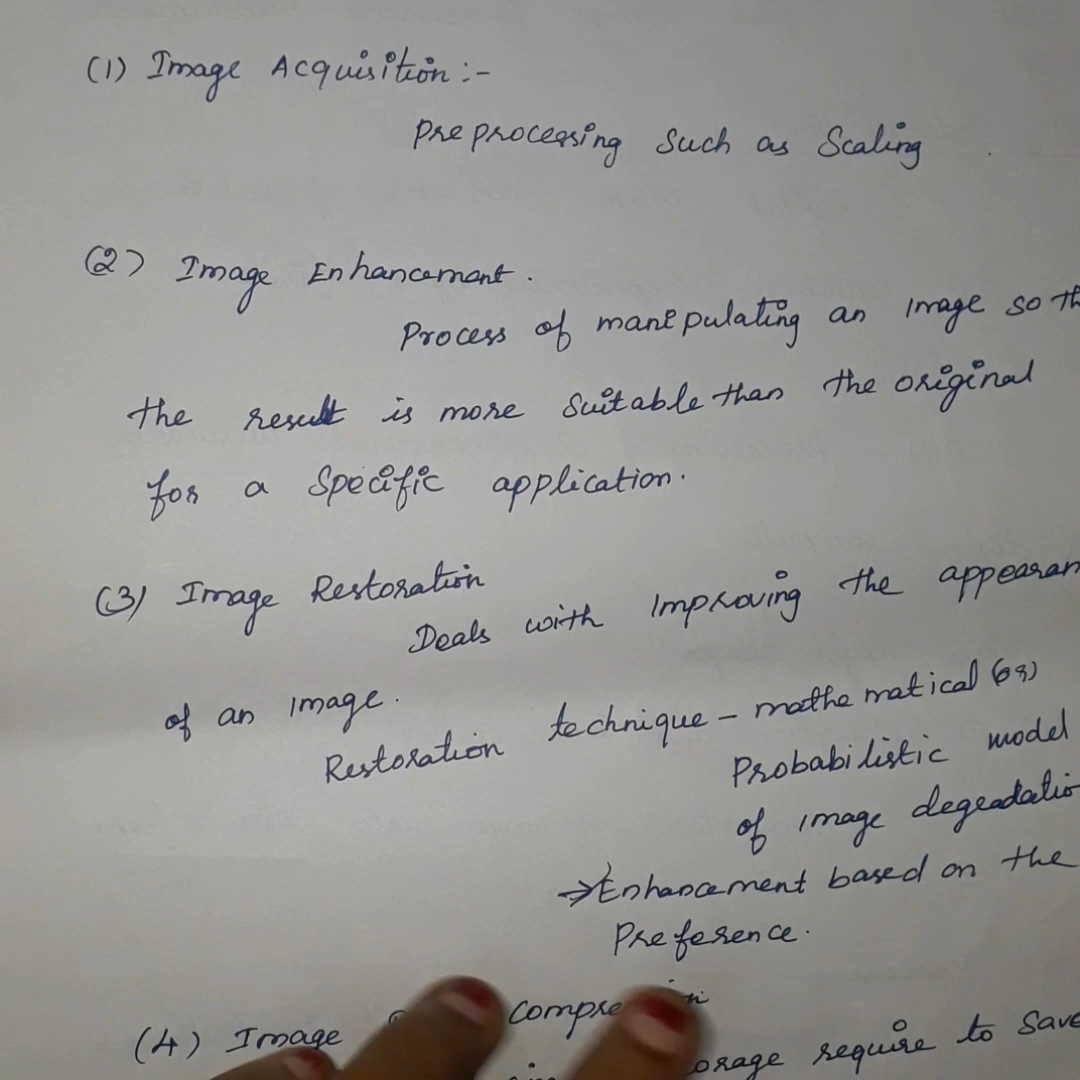 (1) Image Acquisition :-
Preprocessing Such as Scaling
(2) Image Enhancement.
Process of manipulating an Image so th
the result is more Suitable than the original
for a Specific application.
(3) Image Restoration
Deals with Improving the appearan
of an image.
Restoration technique - mathematical (or)
Probabilistic model
of image degradatio
→ Enhancement based on the
Preference.
(4) Image compre
orage require to Save